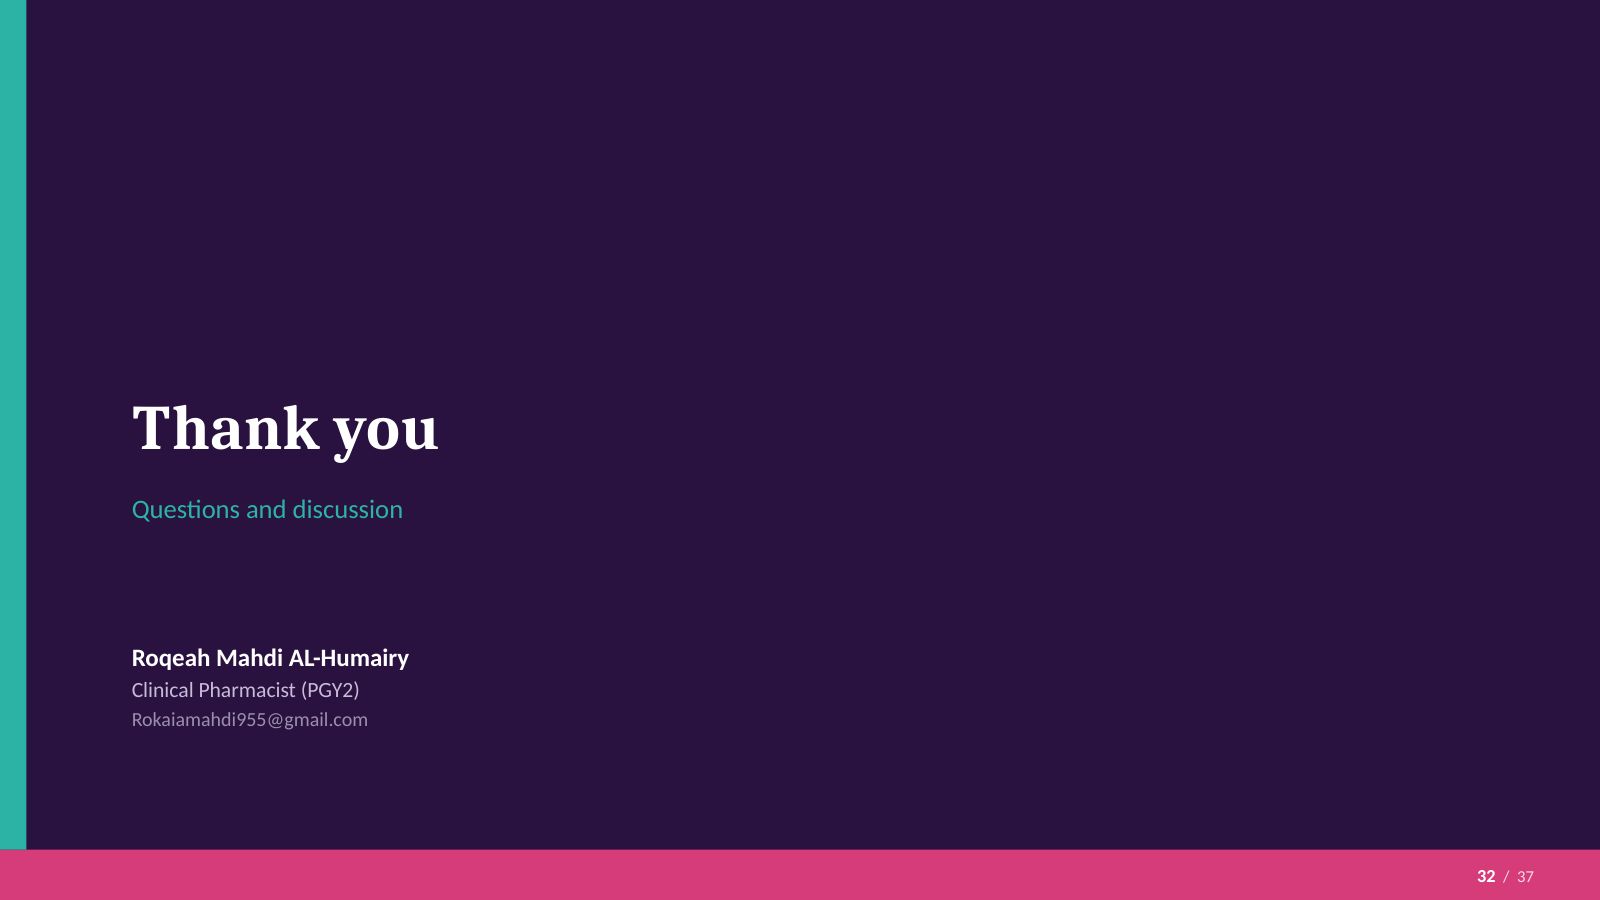 Thank you
Questions and discussion
Roqeah Mahdi AL-Humairy
Clinical Pharmacist (PGY2)
Rokaiamahdi955@gmail.com
32 / 37